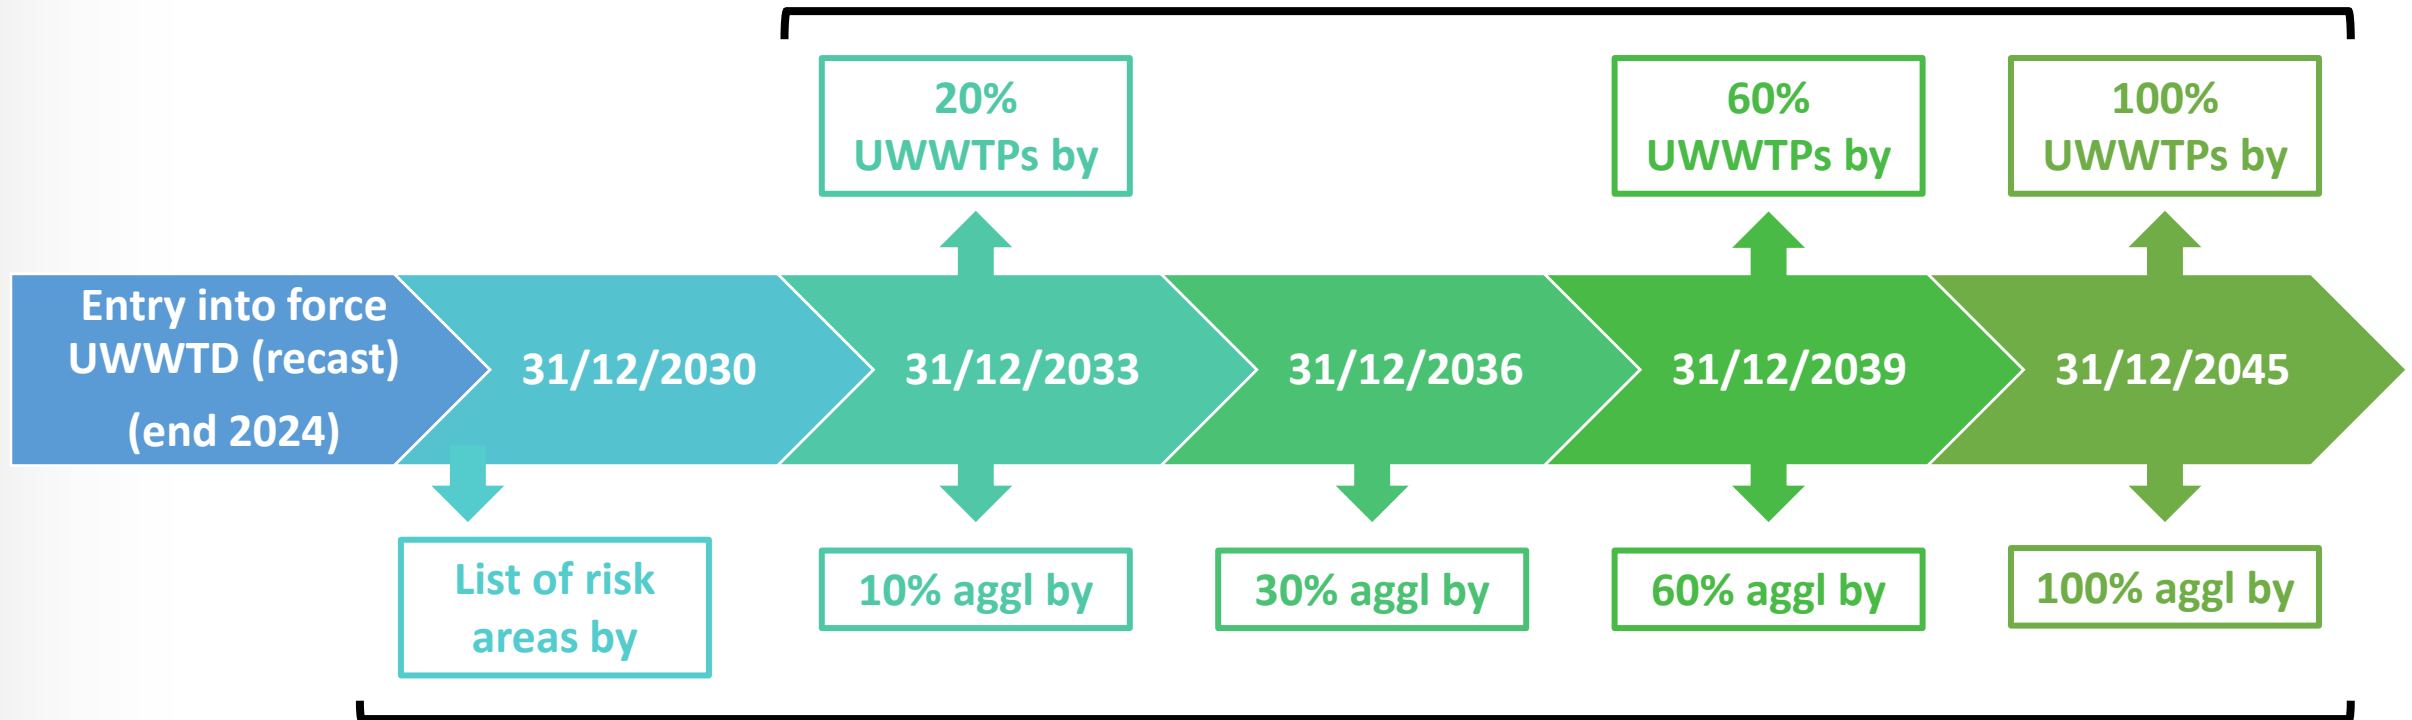 20%
UWWTPs by
60%
UWWTPs by
100%
UWWTPs by
Entry into force
UWWTD (recast)
(end 2024)
31/12/2030
31/12/2033
31/12/2036
31/12/2039
31/12/2045
List of risk
areas by
10% aggl by
30% aggl by
60% aggl by
100% aggl by